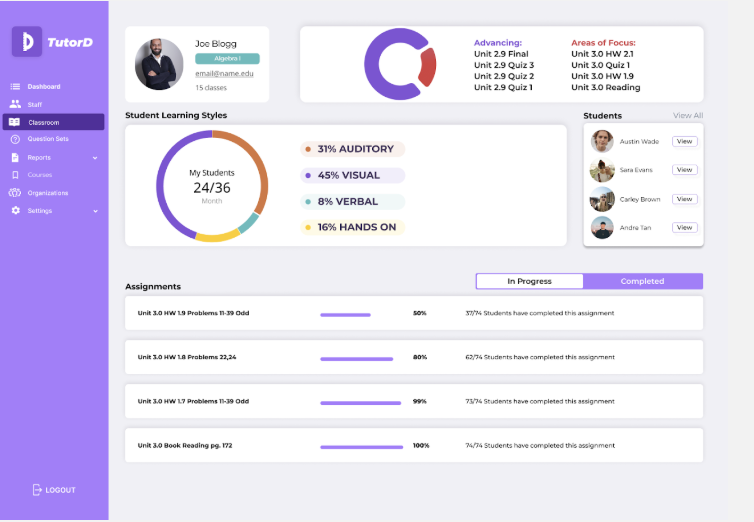 TutorD
Dashboard
Staff
Classroom
Question Sets
Reports
Courses
Organizations
Settings
LOGOUT
Joe Blogg
Algebra I
email@name.edu
15 classes
Advancing:
Unit 2.9 Final
Unit 2.9 Quiz 3
Unit 2.9 Quiz 2
Unit 2.9 Quiz 1
Areas of Focus:
Unit 3.0 HW 2.1
Unit 3.0 Quiz 1
Unit 3.0 HW 1.9
Unit 3.0 Reading
Student Learning Styles
My Students
24/36
Month
31% AUDITORY
45% VISUAL
8% VERBAL
16% HANDS ON
Students
View All
Austin Wade
View
Sara Evans
View
Carley Brown
View
Andra Tan
View
Assignments
In Progress
Completed
Unit 3.0 HW 1.9 Problems 11-39 Odd
50%
37/74 Students have completed this assignment
Unit 3.0 HW 1.8 Problems 22,24
80%
62/74 Students have completed this assignment
Unit 3.0 HW 1.7 Problems 11-39 Odd
99%
73/74 Students have completed this assignment
Unit 3.0 Book Reading pg. 172
100%
74/74 Students have completed this assignment